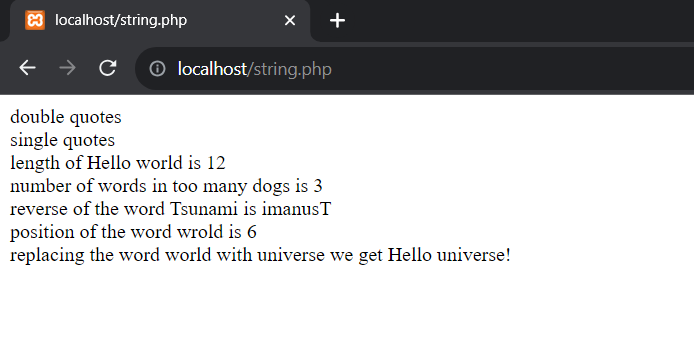 localhost/string.php
localhost/string.php
double quotes
single quotes
length of Hello world is 12
number of words in too many dogs is 3
reverse of the word Tsunami is imanusT
position of the word wrold is 6
replacing the word world with universe we get Hello universe!